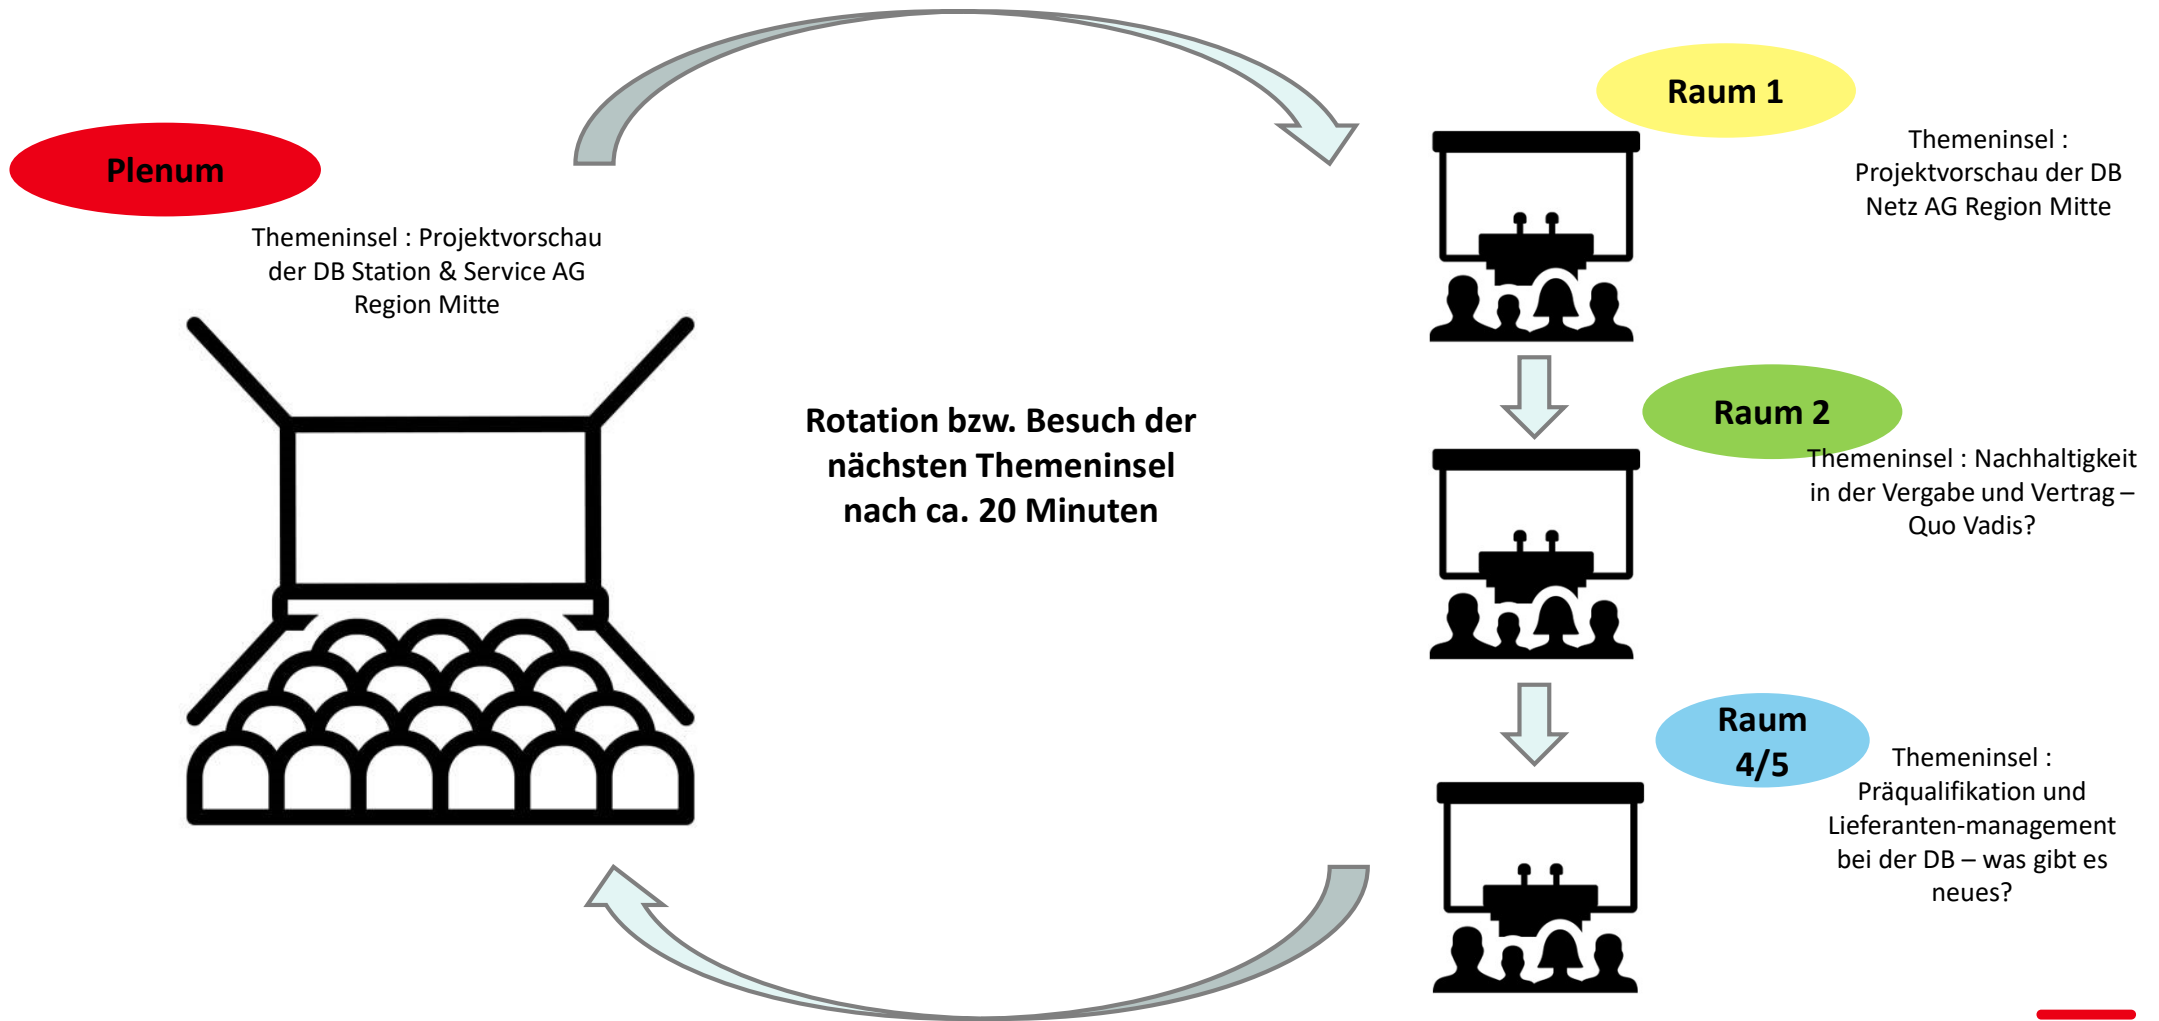 Plenum
Themeninsel : Projektvorschau
der DB Station & Service AG
Region Mitte
Rotation bzw. Besuch der
nächsten Themeninsel
nach ca. 20 Minuten
Raum 1
Themeninsel :
Projektvorschau der DB
Netz AG Region Mitte
Raum 2
Themeninsel : Nachhaltigkeit
in der Vergabe und Vertrag –
Quo Vadis?
Raum
4/5
Themeninsel :
Präqualifikation und
Lieferanten-management
bei der DB – was gibt es
neues?